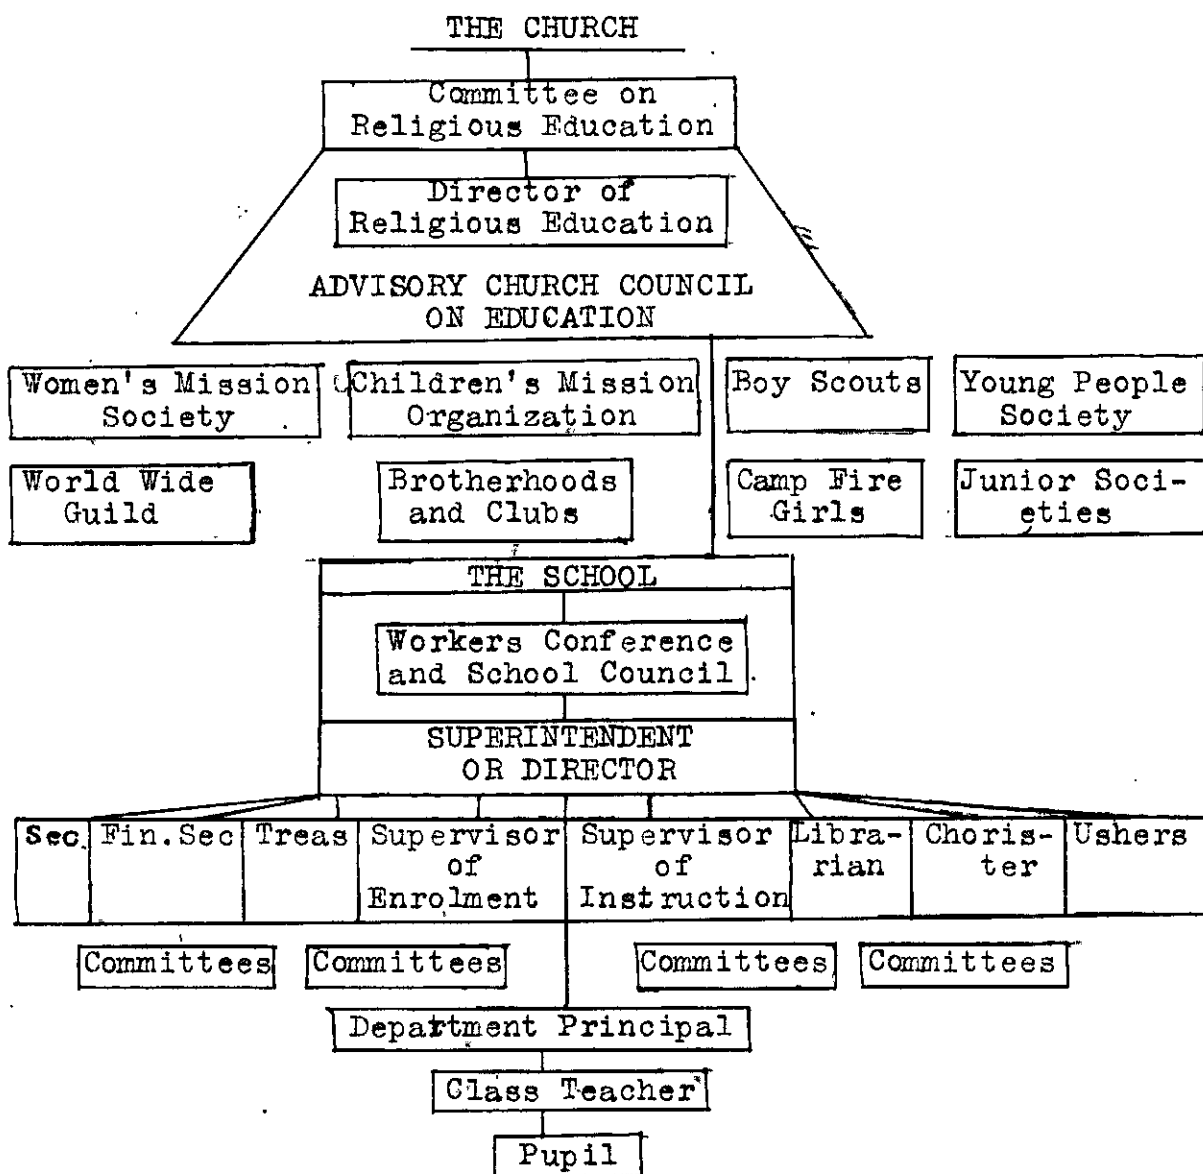 THE CHURCH
Committee on
Religious Education
Director of
Religious Education
ADVISORY CHURCH COUNCIL
ON EDUCATION
Women's Mission
Society
Children's Mission
Organization
Boy Scouts
Young People
Society
World Wide
Guild
Brotherhoods
and Clubs
Camp Fire
Girls
Junior Soci-
eties
THE SCHOOL
Workers Conference
and School Council
SUPERINTENDENT
OR DIRECTOR
Sec.
Fin.Sec
Treas
Supervisor
of
Enrolment
Supervisor
of
Instruction
Libra-
rian
Choris-
ter
Ushers
Committees
Committees
Committees
Committees
Department Principal
Class Teacher
Pupil